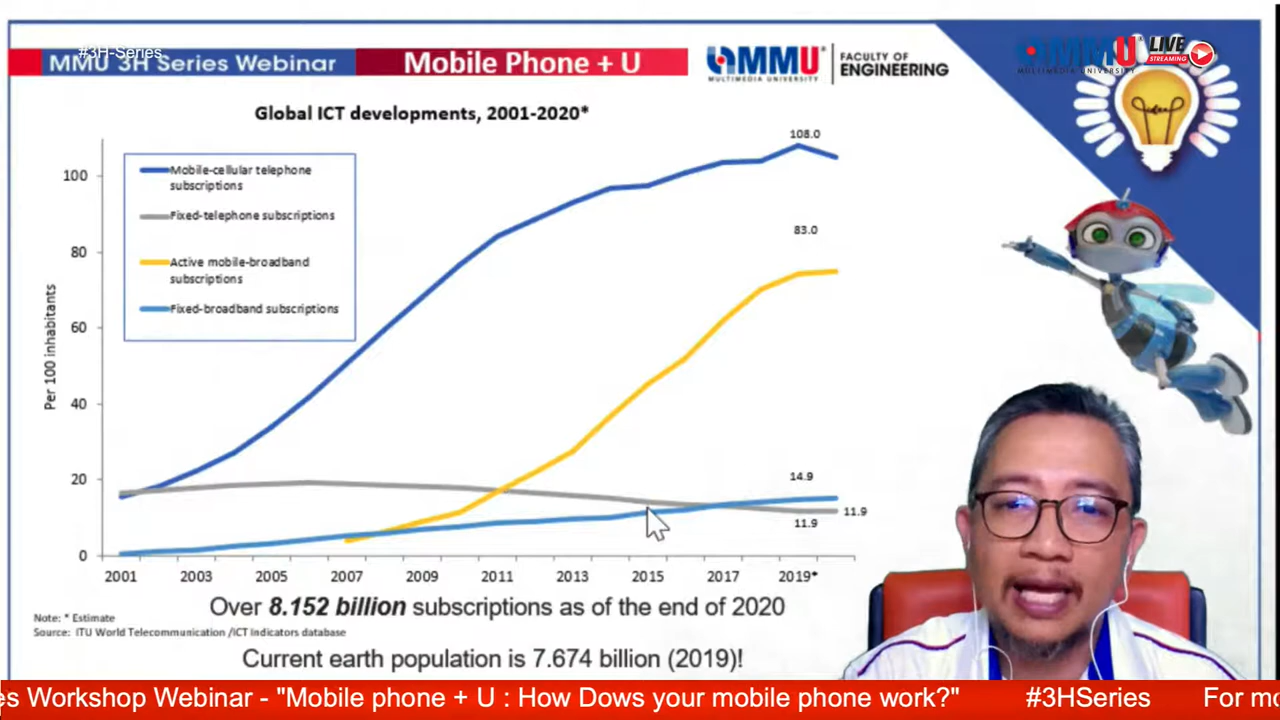 #3H-Series
MMU 3H Series Webinar
Mobile Phone + U
MMU
MULTIMEDIA UNIVERSITY
FACULTY OF
ENGINEERING
MMU
MULTIMEDIA UNIVERSITY
LIVE
STREAMING
idea
Global ICT developments, 2001-2020*
Mobile-cellular telephone
subscriptions
Fixed-telephone subscriptions
Active mobile-broadband
subscriptions
Fixed-broadband subscriptions
Per 100 inhabitants
100
80
60
40
20
0
108.0
83.0
14.9
11.9
11.9
2001
2003
2005
2007
2009
2011
2013
2015
2017
2019*
Over 8.152 billion subscriptions as of the end of 2020
Note: * Estimate
Source: ITU World Telecommunication /ICT Indicators database
Current earth population is 7.674 billion (2019)!
es Workshop Webinar - "Mobile phone + U : How Dows your mobile phone work?"
#3HSeries
For mo